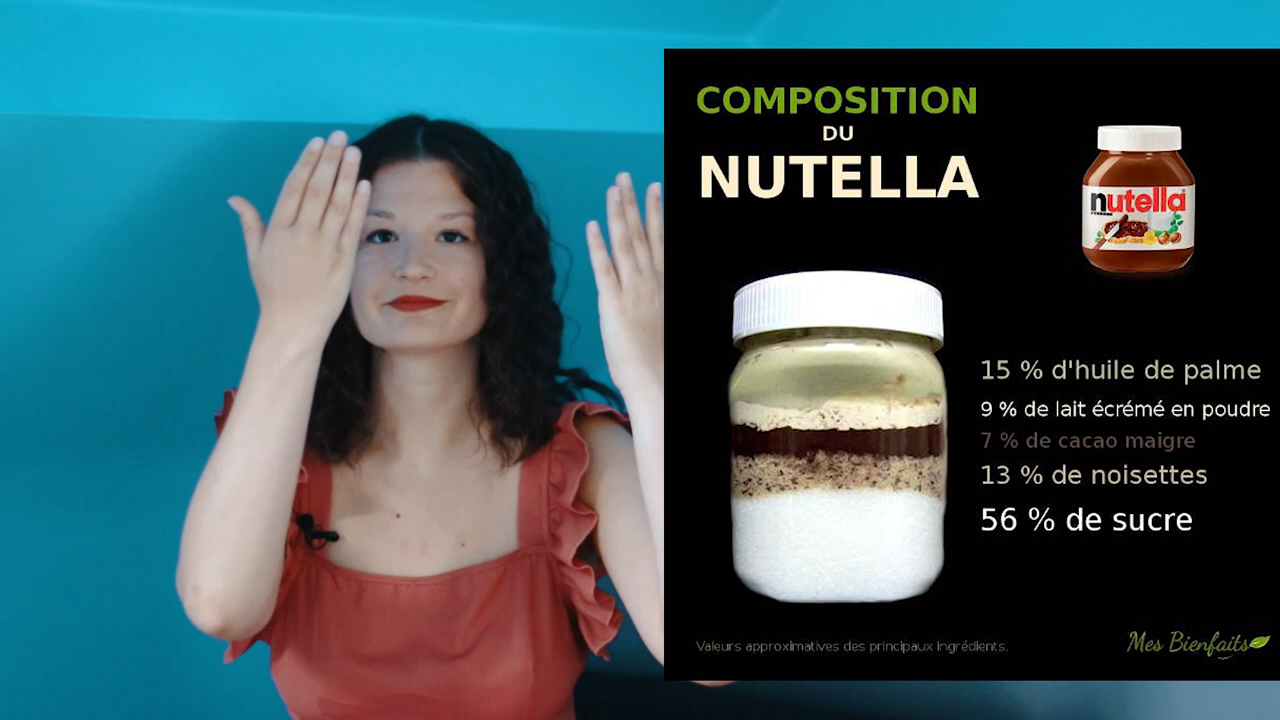 COMPOSITION
DU
NUTELLA
nutella
15 % d'huile de palme
9 % de lait écrémé en poudre
7 % de cacao maigre
13 % de noisettes
56 % de sucre
Valeurs approximatives des principaux ingrédients.
Mes Bienfaits